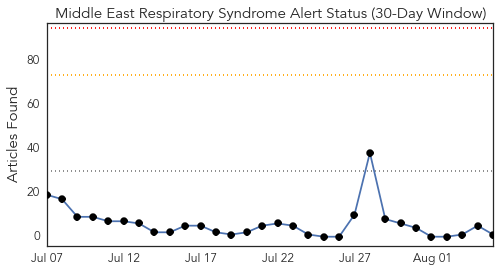 Middle East Respiratory Syndrome Alert Status (30-Day Window)
Articles Found
80
60
40
20
0
Jul 07 Jul 12 Jul 17 Jul 22 Jul 27 Aug 01